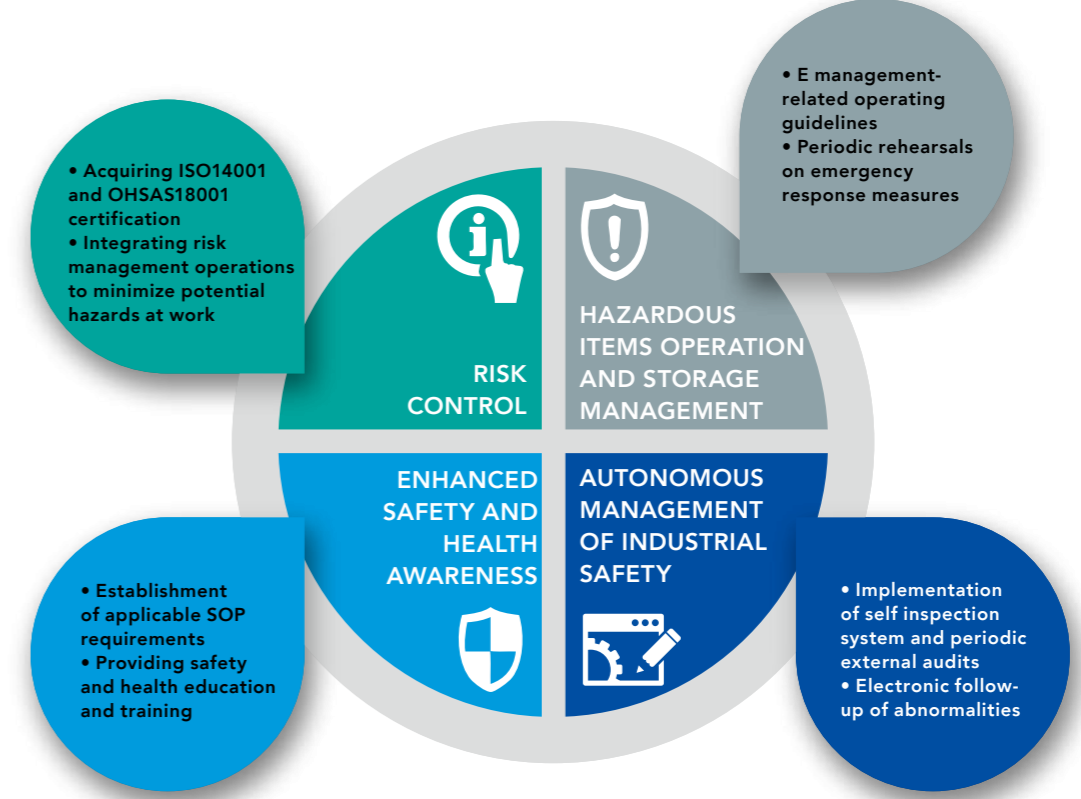 • Acquiring ISO14001
and OHSAS18001
certification
• Integrating risk
management operations
to minimize potential
hazards at work
RISK
CONTROL
• E management-
related operating
guidelines
• Periodic rehearsals
on emergency
response measures
HAZARDOUS
ITEMS OPERATION
AND STORAGE
MANAGEMENT
• Establishment
of applicable SOP
requirements
• Providing safety
and health education
and training
ENHANCED
SAFETY AND
HEALTH
AWARENESS
AUTONOMOUS
MANAGEMENT
OF INDUSTRIAL
SAFETY
• Implementation
of self inspection
system and periodic
external audits
• Electronic follow-
up of abnormalities